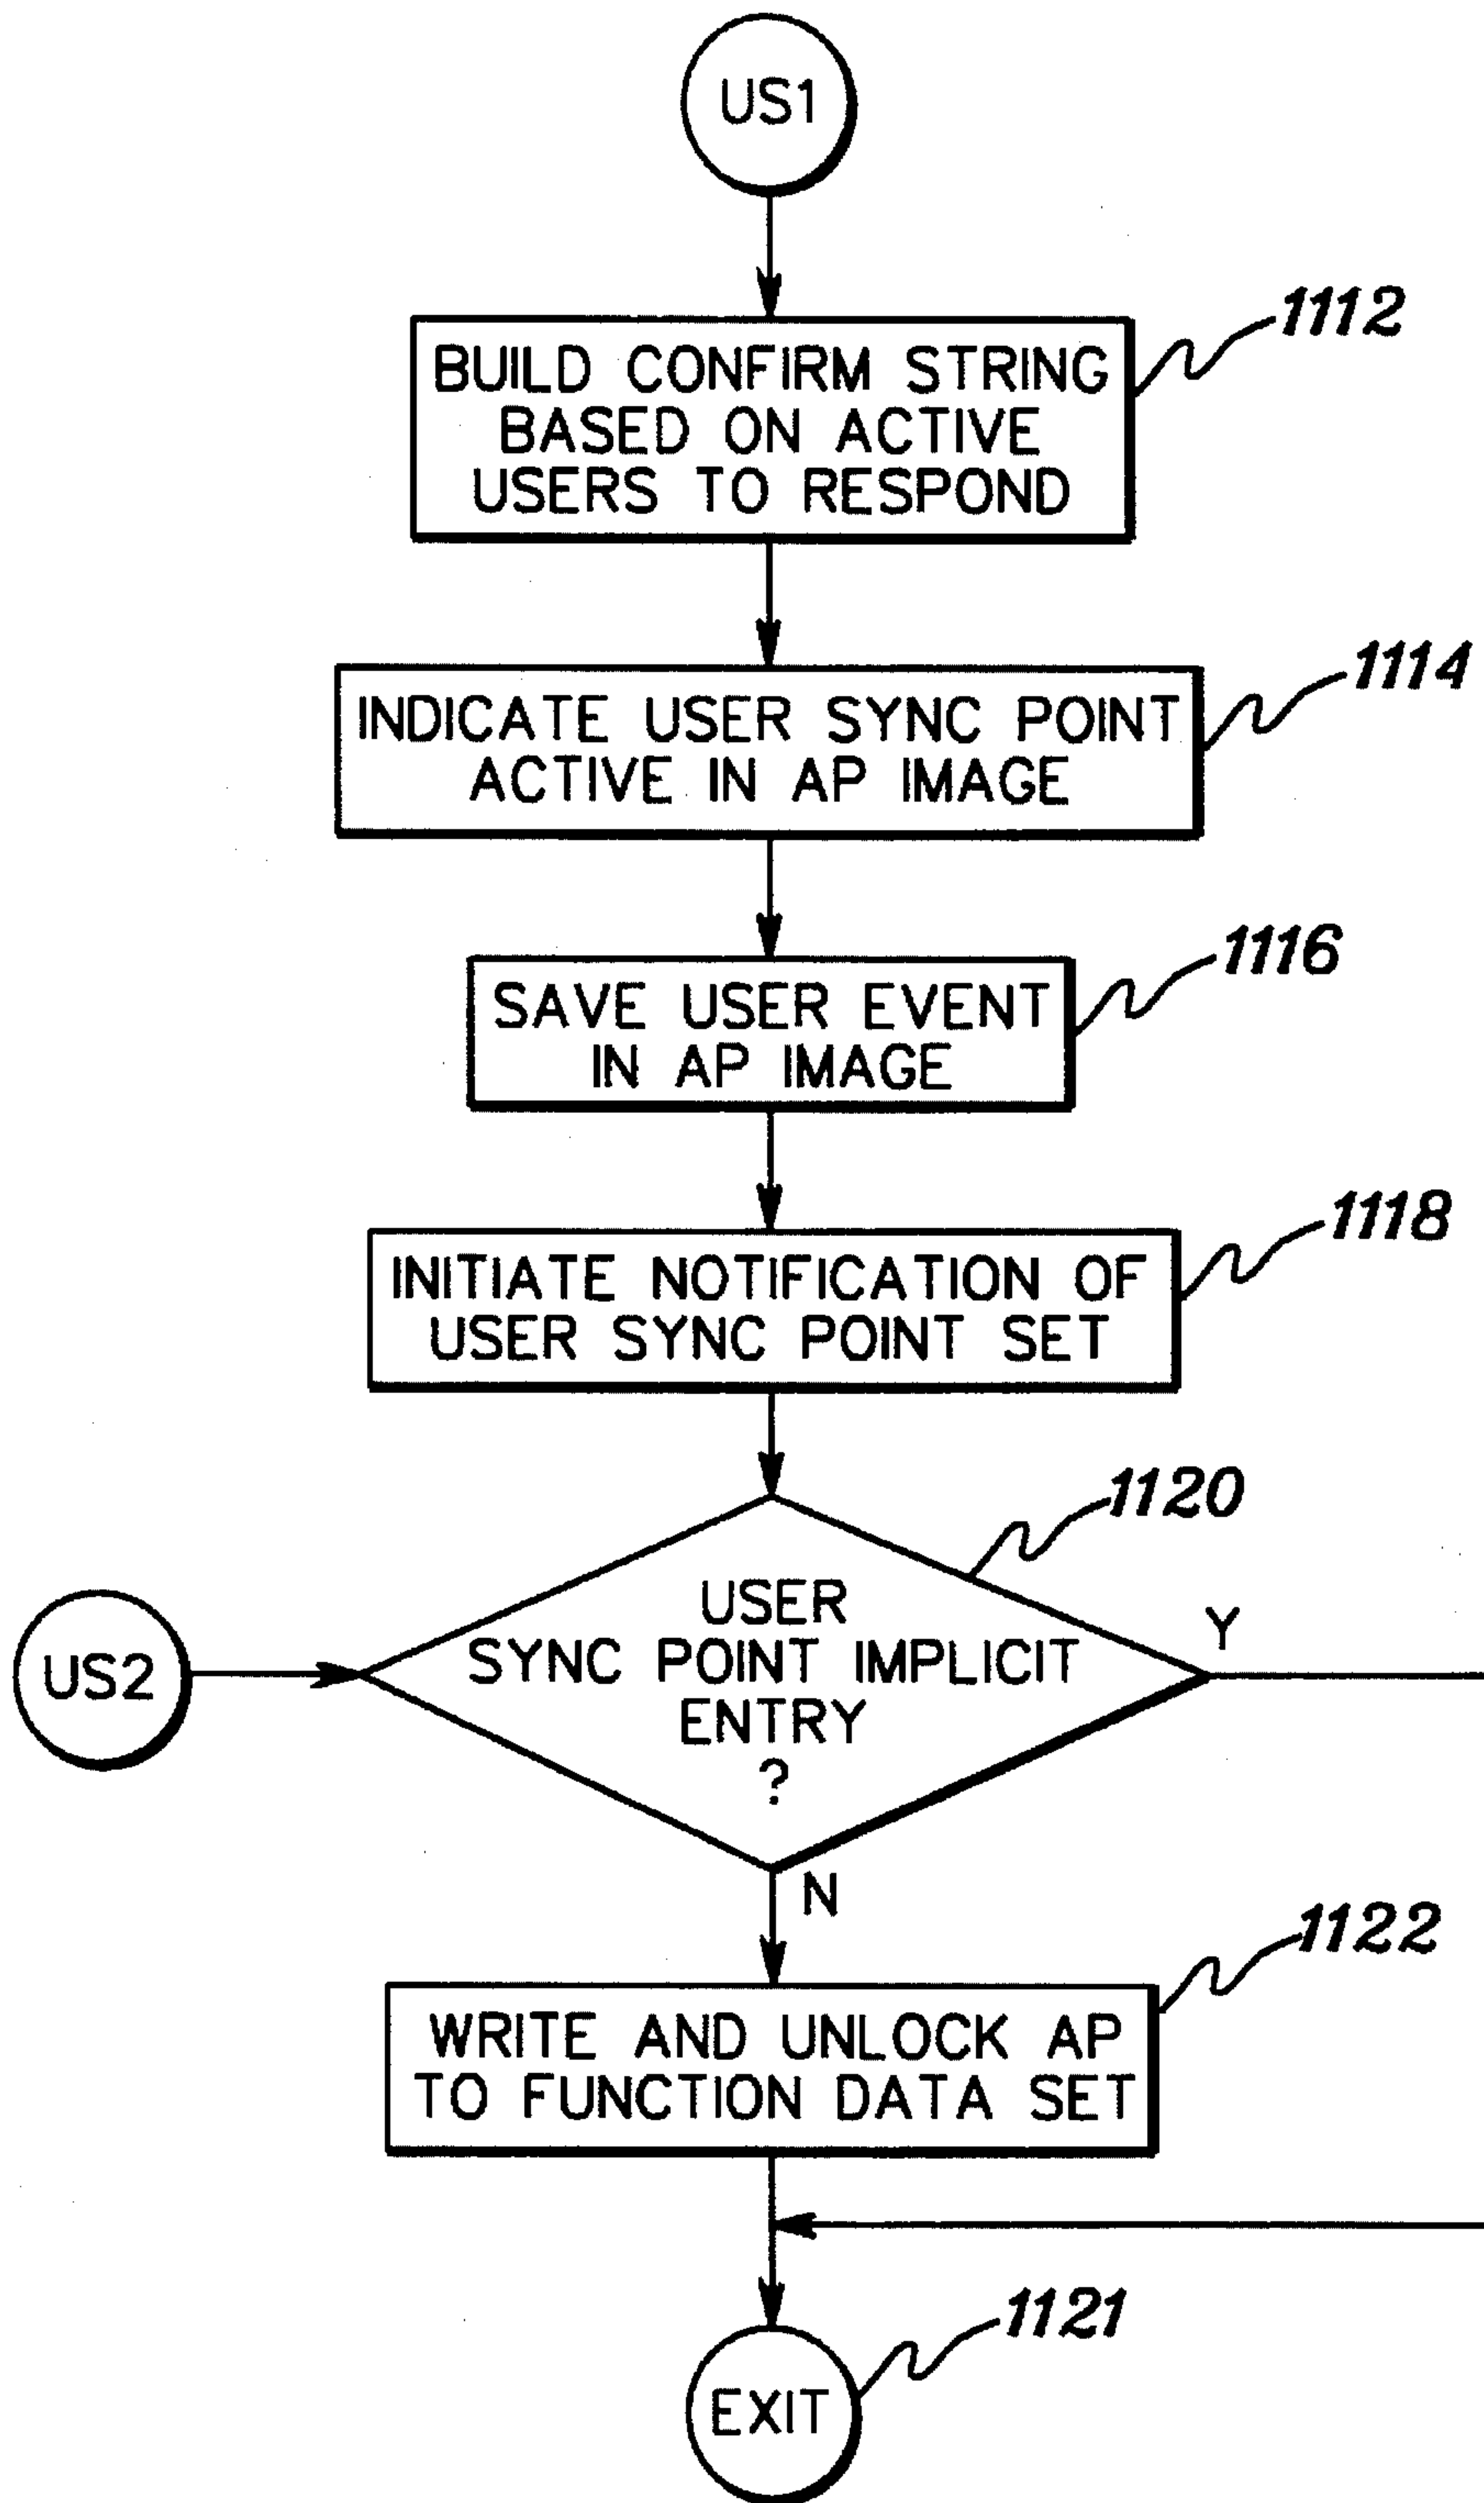 US1
1112
BUILD CONFIRM STRING
BASED ON ACTIVE
USERS TO RESPOND
1114
INDICATE USER SYNC POINT
ACTIVE IN AP IMAGE
1116
SAVE USER EVENT
IN AP IMAGE
1118
INITIATE NOTIFICATION OF
USER SYNC POINT SET
1120
USER
SYNC POINT IMPLICIT
ENTRY
?
Y
US2
N
1122
WRITE AND UNLOCK AP
TO FUNCTION DATA SET
1121
EXIT